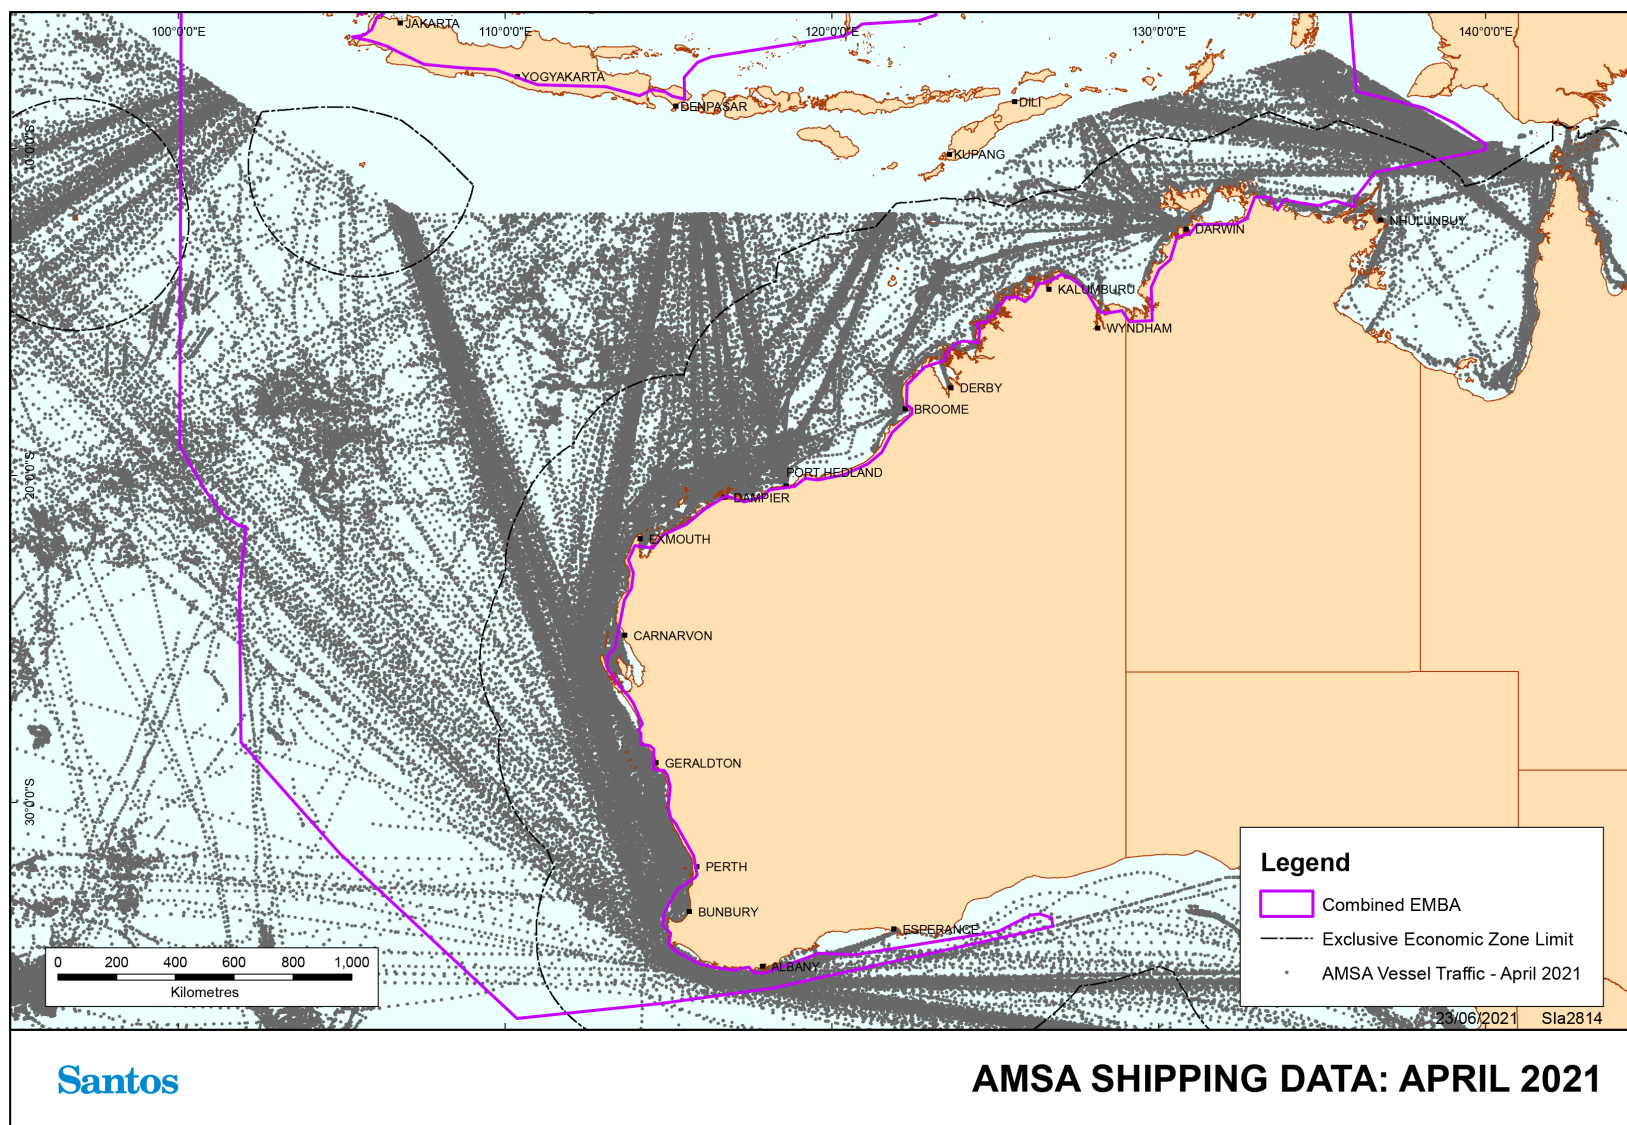 100°0'0"E
110°0'0"E
120°0'0"E
130°0'0"E
140°0'0"E
JAKARTA
YOGYAKARTA
DENPASAR
DILI
KUPANG
10°0'0"S
NHULUNBUY
DARWIN
KALUMBURU
WYNDHAM
DERBY
BROOME
20°0'0"S
PORT HEDLAND
DAMPIER
EXMOUTH
CARNARVON
GERALDTON
30°0'0"S
PERTH
BUNBURY
ESPERANCE
ALBANY
Legend
Combined EMBA
Exclusive Economic Zone Limit
AMSA Vessel Traffic - April 2021
0 200 400 600 800 1,000
Kilometres
23/06/2021 Sla2814
Santos
AMSA SHIPPING DATA: APRIL 2021